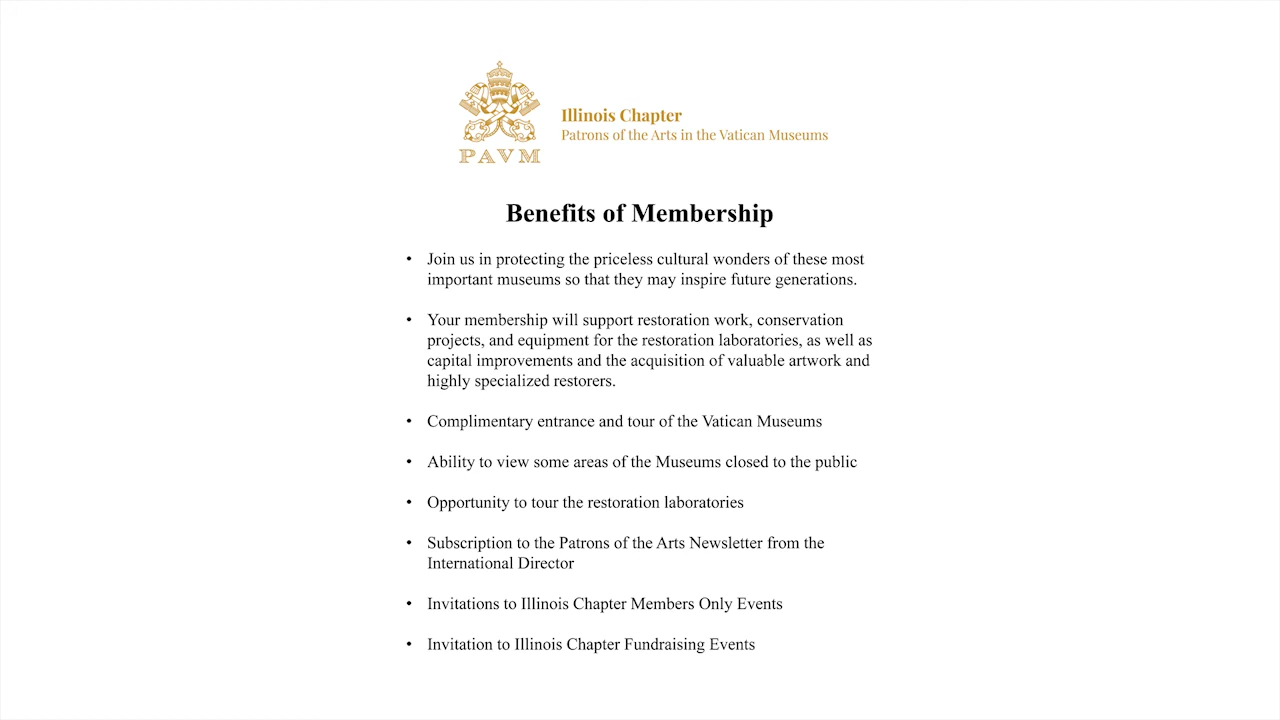 PAVM
Illinois Chapter
Patrons of the Arts in the Vatican Museums
Benefits of Membership
• Join us in protecting the priceless cultural wonders of these most
important museums so that they may inspire future generations.
• Your membership will support restoration work, conservation
projects, and equipment for the restoration laboratories, as well as
capital improvements and the acquisition of valuable artwork and
highly specialized restorers.
• Complimentary entrance and tour of the Vatican Museums
• Ability to view some areas of the Museums closed to the public
• Opportunity to tour the restoration laboratories
• Subscription to the Patrons of the Arts Newsletter from the
International Director
• Invitations to Illinois Chapter Members Only Events
• Invitation to Illinois Chapter Fundraising Events